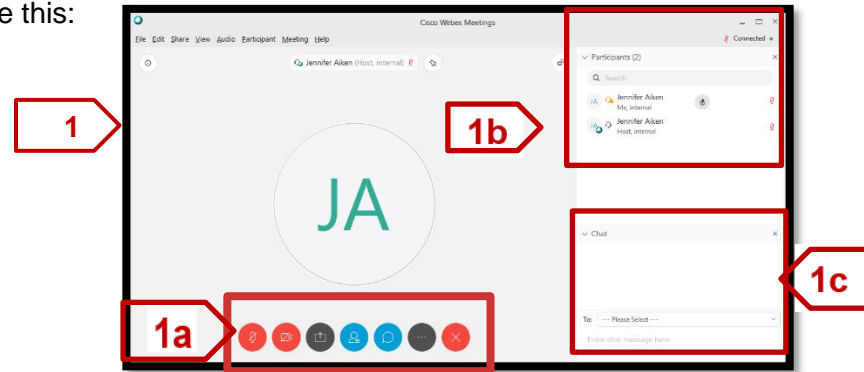 e this:
Cisco Webex Meetings
File Edit Share View Audio Participant Meeting Help
Connected
Jennifer Aiken (Host, internal)
Participants (2)
Search
JA Jennifer Aiken
Me, internal
JA Jennifer Aiken
Host, internal
1
1b
JA
Chat
1c
1a
To: ---- Please Select ----
Enter chat message here